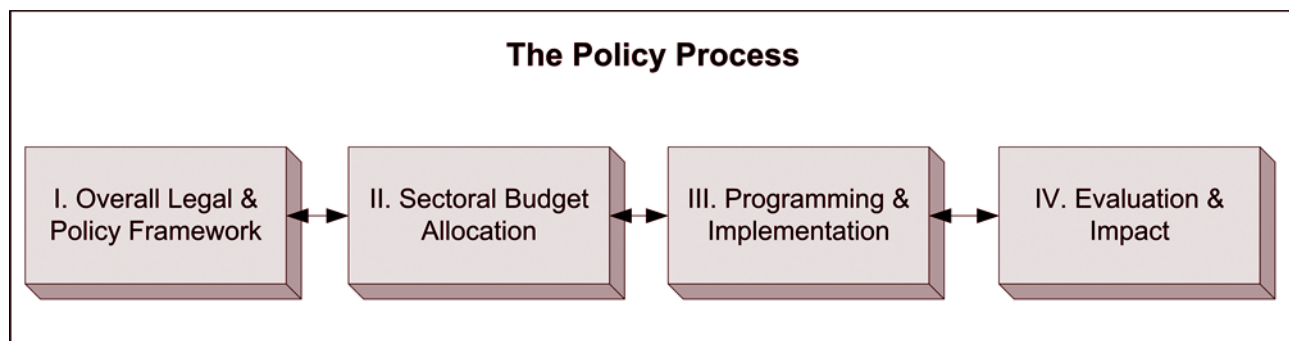 The Policy Process
I. Overall Legal &
Policy Framework
II. Sectoral Budget
Allocation
III. Programming &
Implementation
IV. Evaluation &
Impact